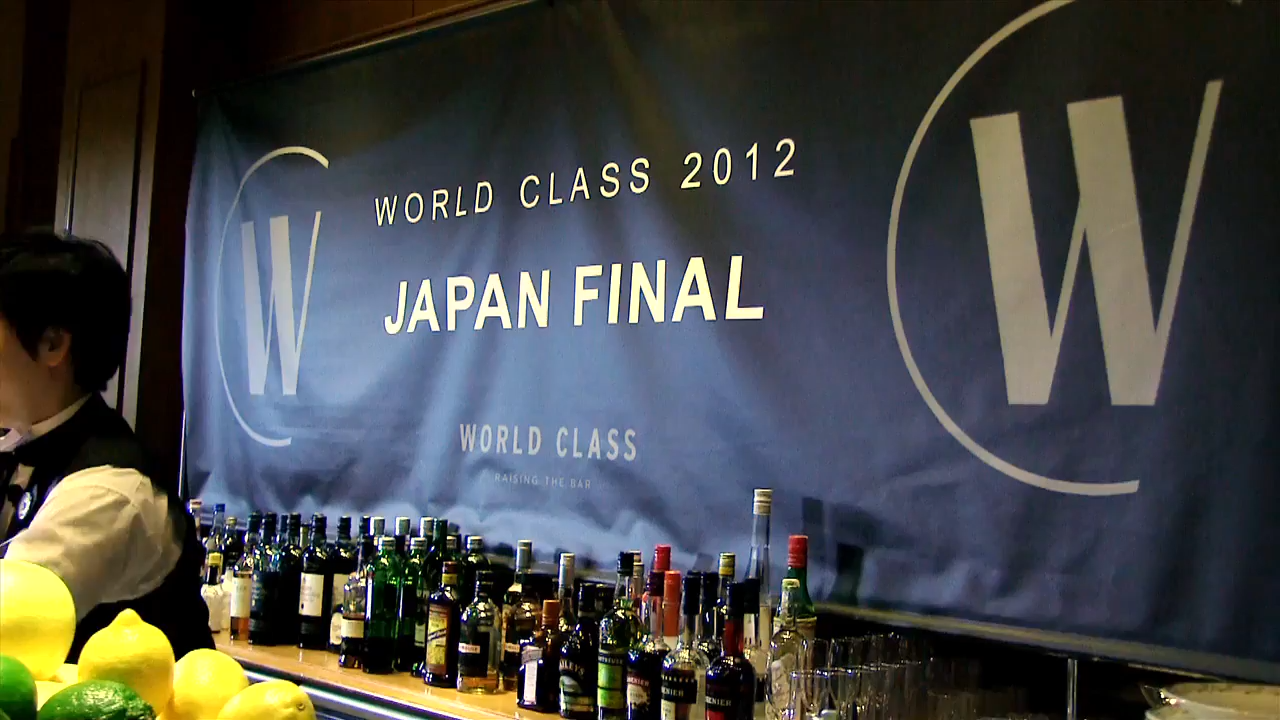 W
WORLD CLASS 2012
JAPAN FINAL
WORLD CLASS
RAISING THE BAR
W